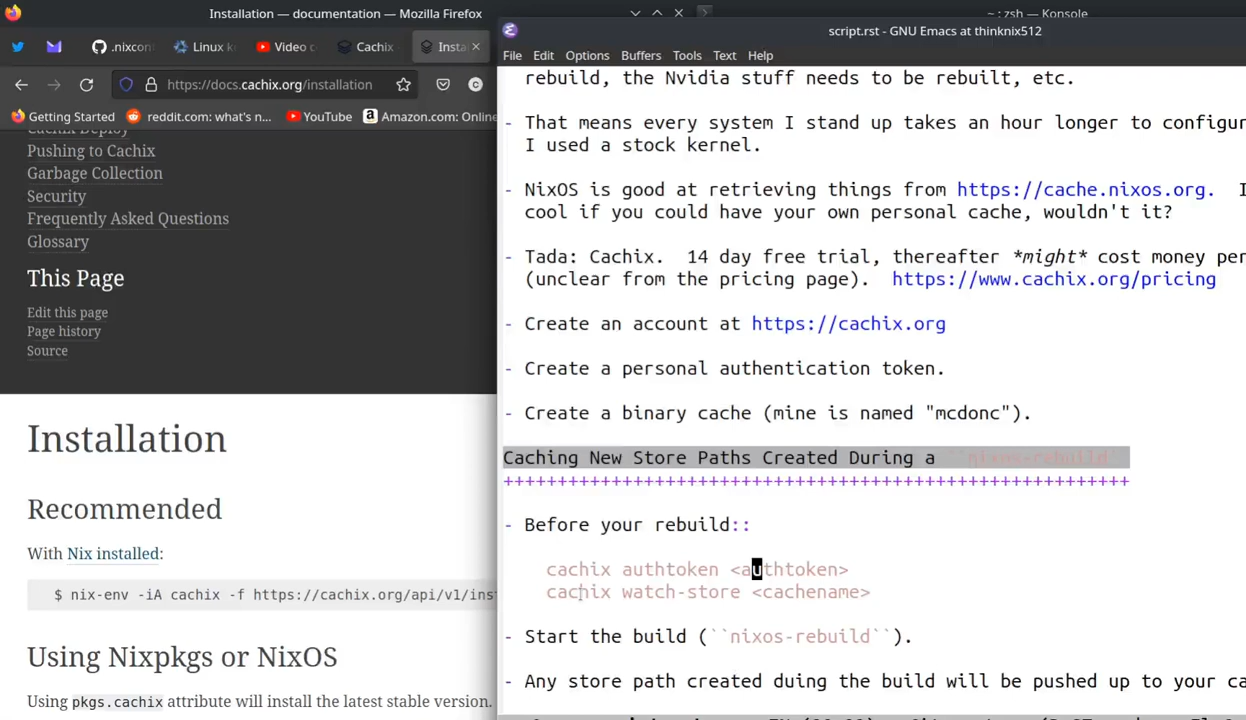 Installation — documentation — Mozilla Firefox
~ : zsh — Konsole
script.rst - GNU Emacs at thinknix512
.nixcon
Linux k
Video c
Cachix
Insta
File Edit Options Buffers Tools Text Help
https://docs.cachix.org/installation
Getting Started
reddit.com: what's n...
YouTube
Amazon.com: Online
Cachix Deploy
Pushing to Cachix
Garbage Collection
Security
Frequently Asked Questions
Glossary
This Page
Edit this page
Page history
Source
Installation
Recommended
With Nix installed:
$ nix-env -iA cachix -f https://cachix.org/api/v1/inst
Using Nixpkgs or NixOS
Using pkgs.cachix attribute will install the latest stable version.
rebuild, the Nvidia stuff needs to be rebuilt, etc.
- That means every system I stand up takes an hour longer to configur
I used a stock kernel.
- NixOS is good at retrieving things from https://cache.nixos.org. I
cool if you could have your own personal cache, wouldn't it?
- Tada: Cachix. 14 day free trial, thereafter *might* cost money per
(unclear from the pricing page). https://www.cachix.org/pricing
- Create an account at https://cachix.org
- Create a personal authentication token.
- Create a binary cache (mine is named "mcdonc").
Caching New Store Paths Created During a ``nixos-rebuild`
++++++++++++++++++++++++++++++++++++++++++++++++++++++++++
- Before your rebuild::
cachix authtoken <authtoken>
cachix watch-store <cachename>
- Start the build (``nixos-rebuild``).
- Any store path created duing the build will be pushed up to your ca